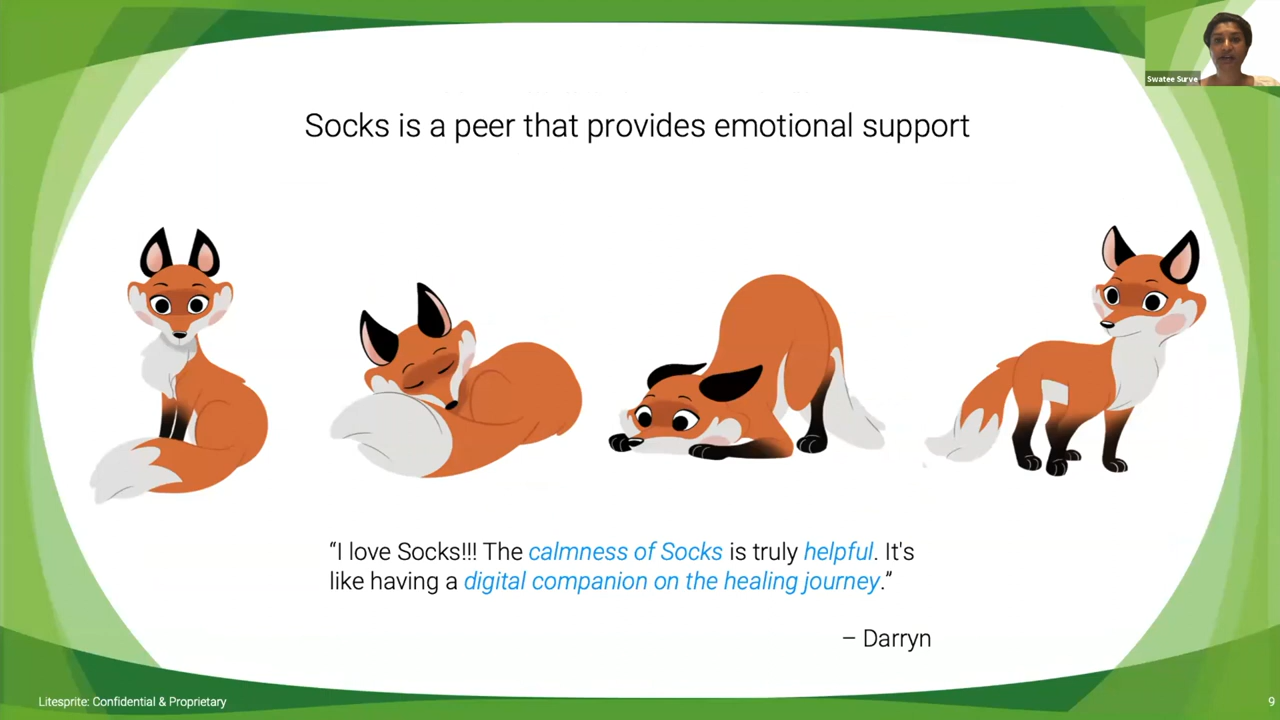 Swatee Surve
Socks is a peer that provides emotional support
“I love Socks!!! The calmness of Socks is truly helpful. It's
like having a digital companion on the healing journey.”
– Darryn
Litesprite: Confidential & Proprietary
9